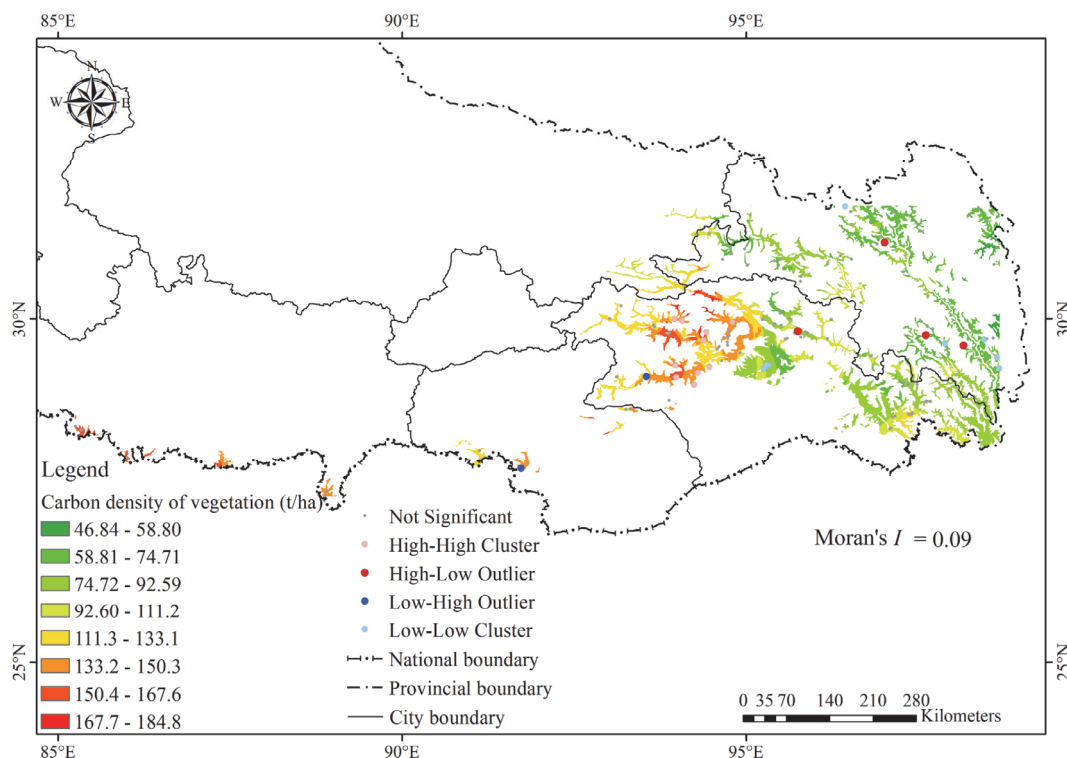 85°E 90°E 95°E
N
W E
S
30°N 30°N
Legend
Carbon density of vegetation (t/ha)
46.84 - 58.80
58.81 - 74.71
74.72 - 92.59
92.60 - 111.2
111.3 - 133.1
133.2 - 150.3
150.4 - 167.6
167.7 - 184.8
Not Significant
High-High Cluster
High-Low Outlier
Low-High Outlier
Low-Low Cluster
National boundary
Provincial boundary
City boundary
Moran's I = 0.09
25°N 25°N
0 35 70 140 210 280
Kilometers
85°E 90°E 95°E